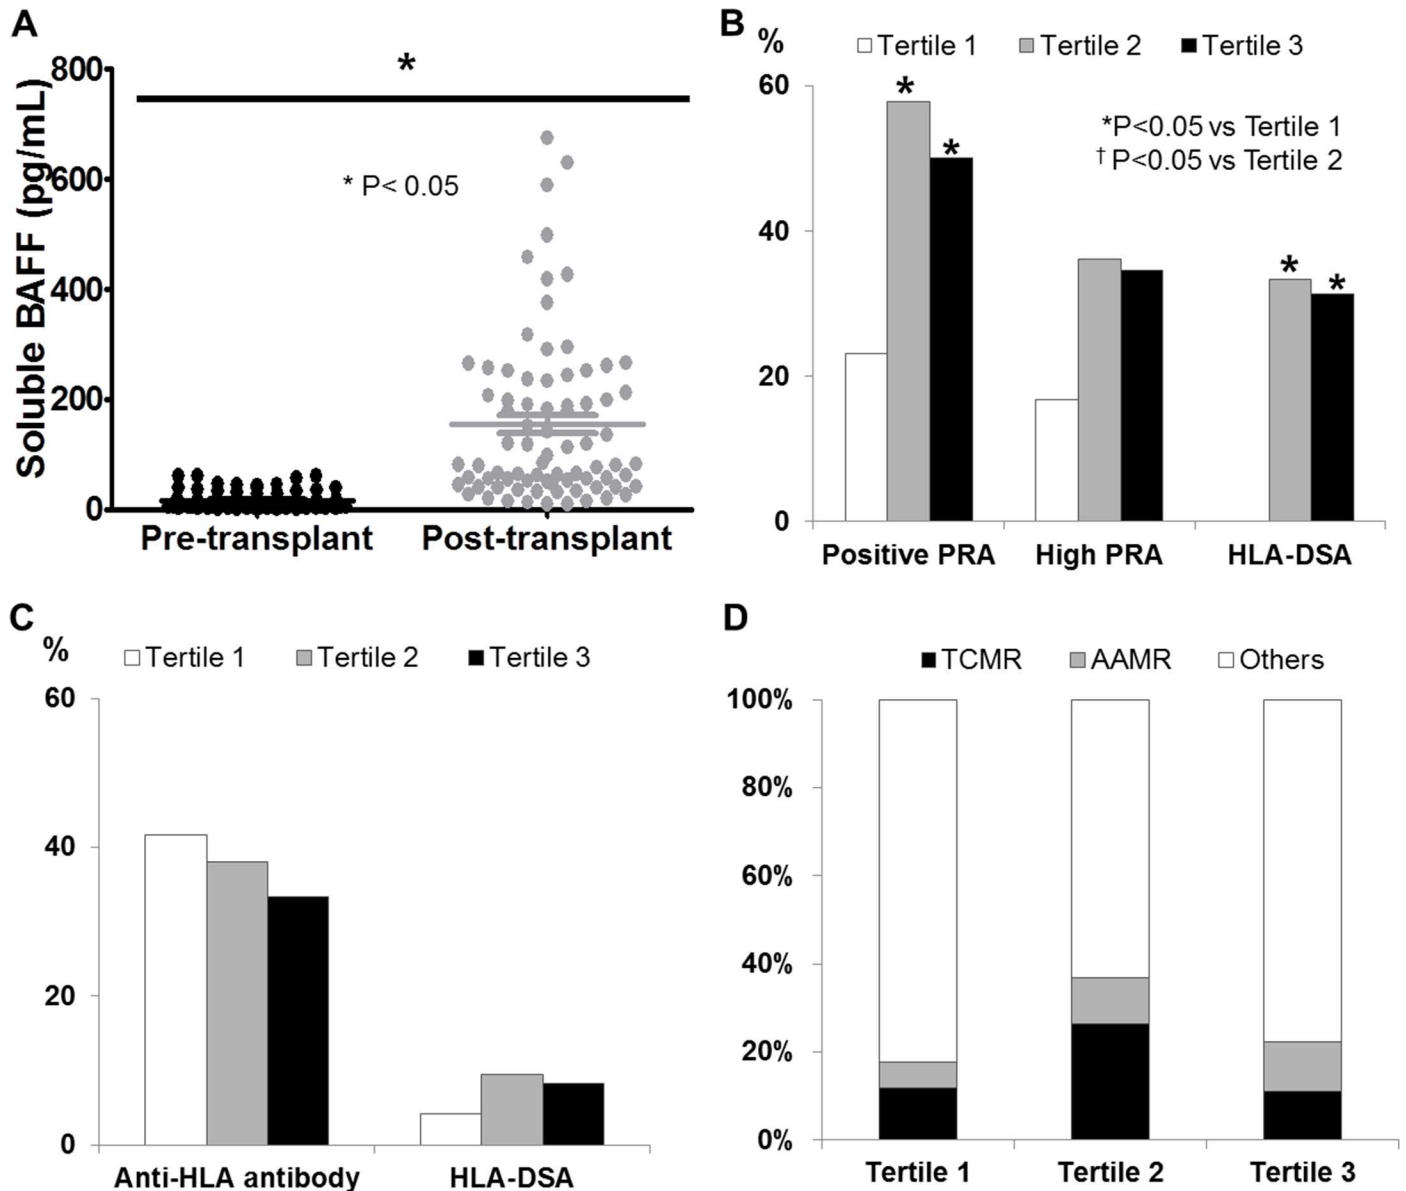 A
Soluble BAFF (pg/mL)
800
600
400
200
0
*
* P< 0.05
Pre-transplant Post-transplant
B
%
Tertile 1 Tertile 2 Tertile 3
*P<0.05 vs Tertile 1
† P<0.05 vs Tertile 2
60
40
20
0
* * * *
Positive PRA High PRA HLA-DSA
C
%
Tertile 1 Tertile 2 Tertile 3
60
40
20
0
Anti-HLA antibody HLA-DSA
D
TCMR AAMR Others
100%
80%
60%
40%
20%
0%
Tertile 1 Tertile 2 Tertile 3